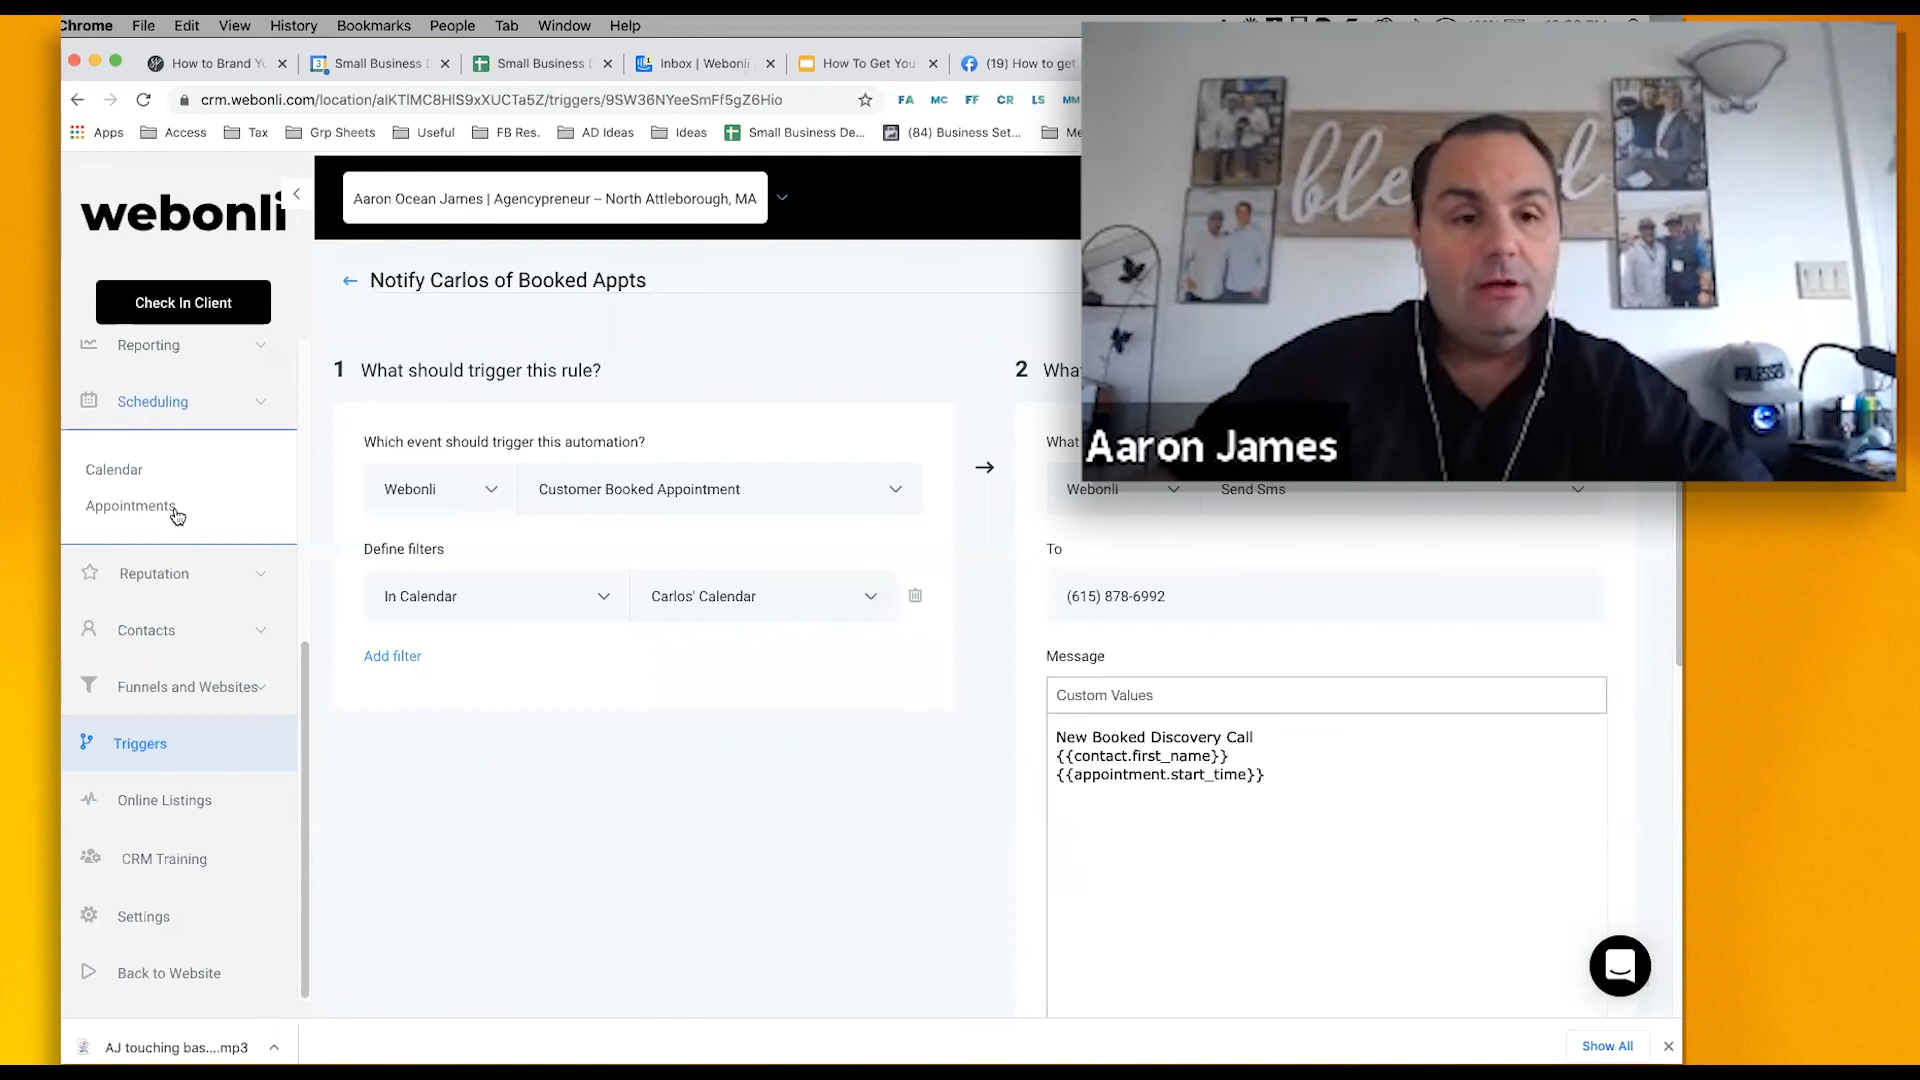 Chrome File Edit View History Bookmarks People Tab Window Help
How to Brand Yo Small Business D Small Business D Inbox | Webonli How To Get You (19) How to get
crm.webonli.com/location/alKTlMC8HlS9xXUCTa5Z/triggers/9SW36NYeeSmFf5gZ6Hio FA MC FF CR LS MM
Apps Access Tax Grp Sheets Useful FB Res. AD Ideas Ideas Small Business De... (84) Business Set... Me
webonli
Aaron Ocean James | Agencypreneur – North Attleborough, MA
Check In Client
Reporting
Scheduling
Calendar
Appointments
Reputation
Contacts
Funnels and Websites
Triggers
Online Listings
CRM Training
Settings
Back to Website
Notify Carlos of Booked Appts
1 What should trigger this rule?
Which event should trigger this automation?
Webonli Customer Booked Appointment
Define filters
In Calendar Carlos' Calendar
Add filter
2 Wha
What
Webonli Send Sms
To
(615) 878-6992
Message
Custom Values
New Booked Discovery Call
{{contact.first_name}}
{{appointment.start_time}}
Aaron James
AJ touching bas....mp3
Show All